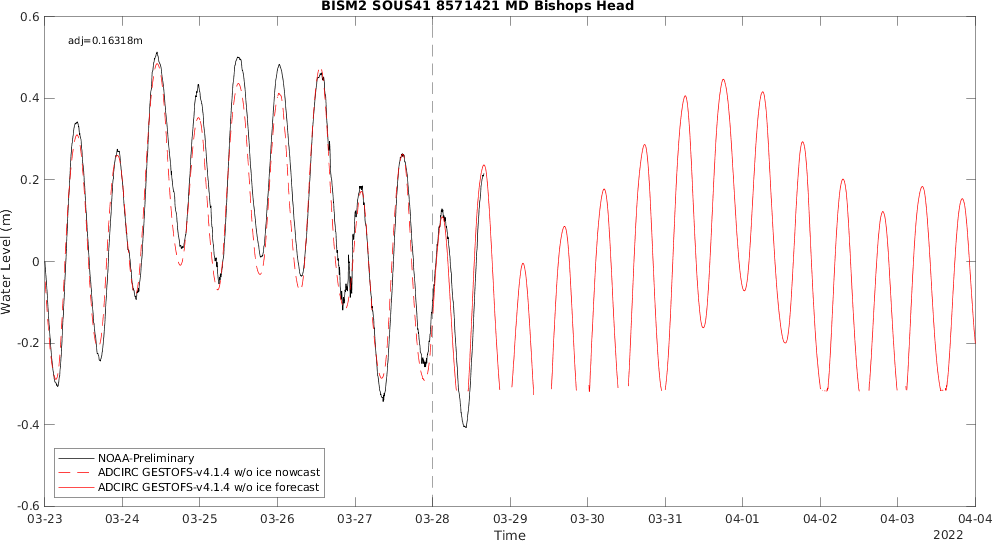 BISM2 SOUS41 8571421 MD Bishops Head
adj=0.16318m
0.6
0.4
0.2
0
-0.2
-0.4
-0.6
Water Level (m)
NOAA-Preliminary
ADCIRC GESTOFS-v4.1.4 w/o ice nowcast
ADCIRC GESTOFS-v4.1.4 w/o ice forecast
03-23 03-24 03-25 03-26 03-27 03-28 03-29 03-30 03-31 04-01 04-02 04-03 04-04
Time
2022